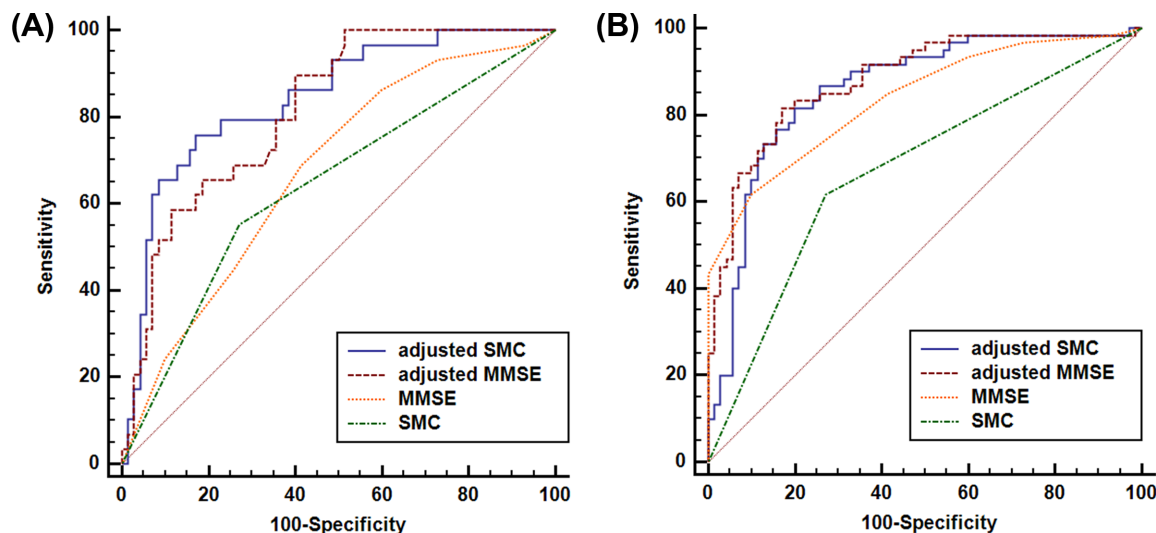 (A)
100
80
60
40
20
0
Sensitivity
0 20 40 60 80 100
100-Specificity
adjusted SMC
adjusted MMSE
MMSE
SMC
(B)
100
80
60
40
20
0
Sensitivity
0 20 40 60 80 100
100-Specificity
adjusted SMC
adjusted MMSE
MMSE
SMC